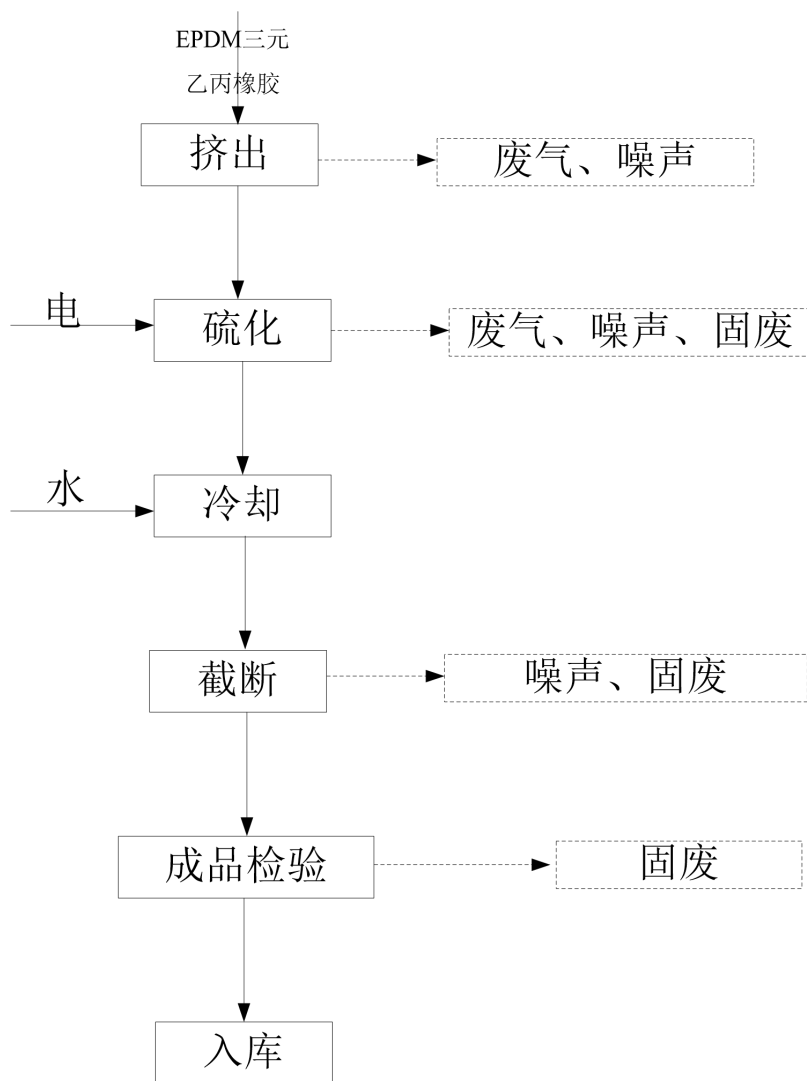 EPDM三元
乙丙橡胶
挤出
废气、噪声
电
硫化
废气、噪声、固废
水
冷却
截断
噪声、固废
成品检验
固废
入库